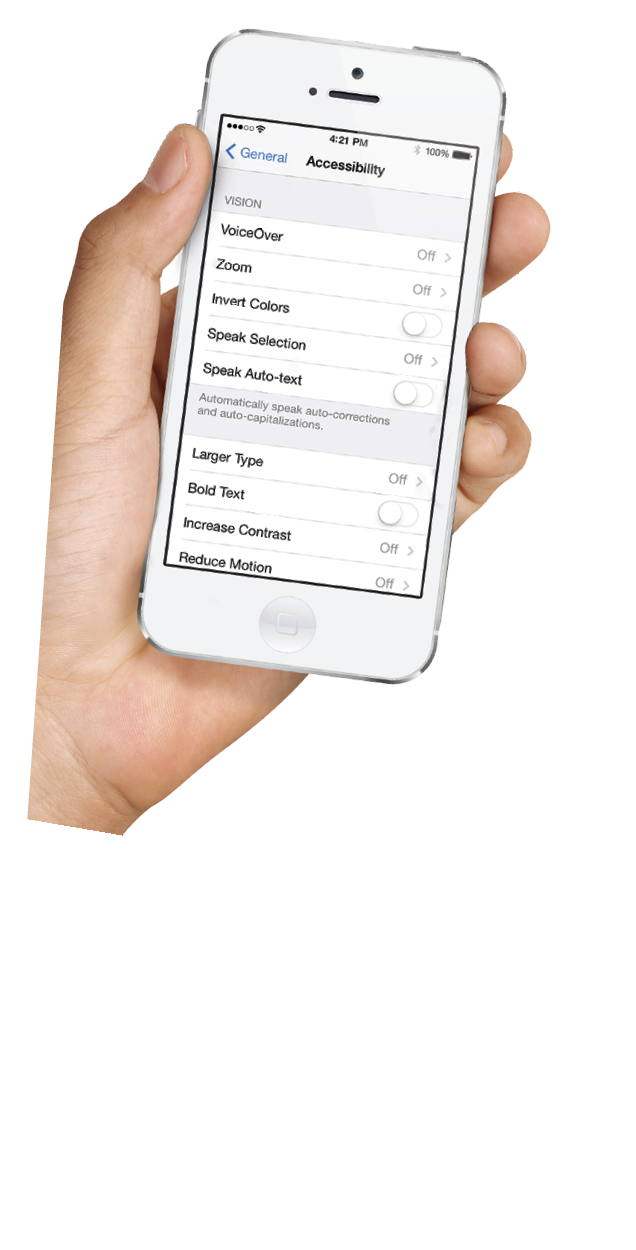 4:21 PM 100%
General Accessibility
VISION
VoiceOver Off
Zoom Off
Invert Colors
Speak Selection Off
Speak Auto-text
Automatically speak auto-corrections
and auto-capitalizations.
Larger Type Off
Bold Text
Increase Contrast Off
Reduce Motion Off